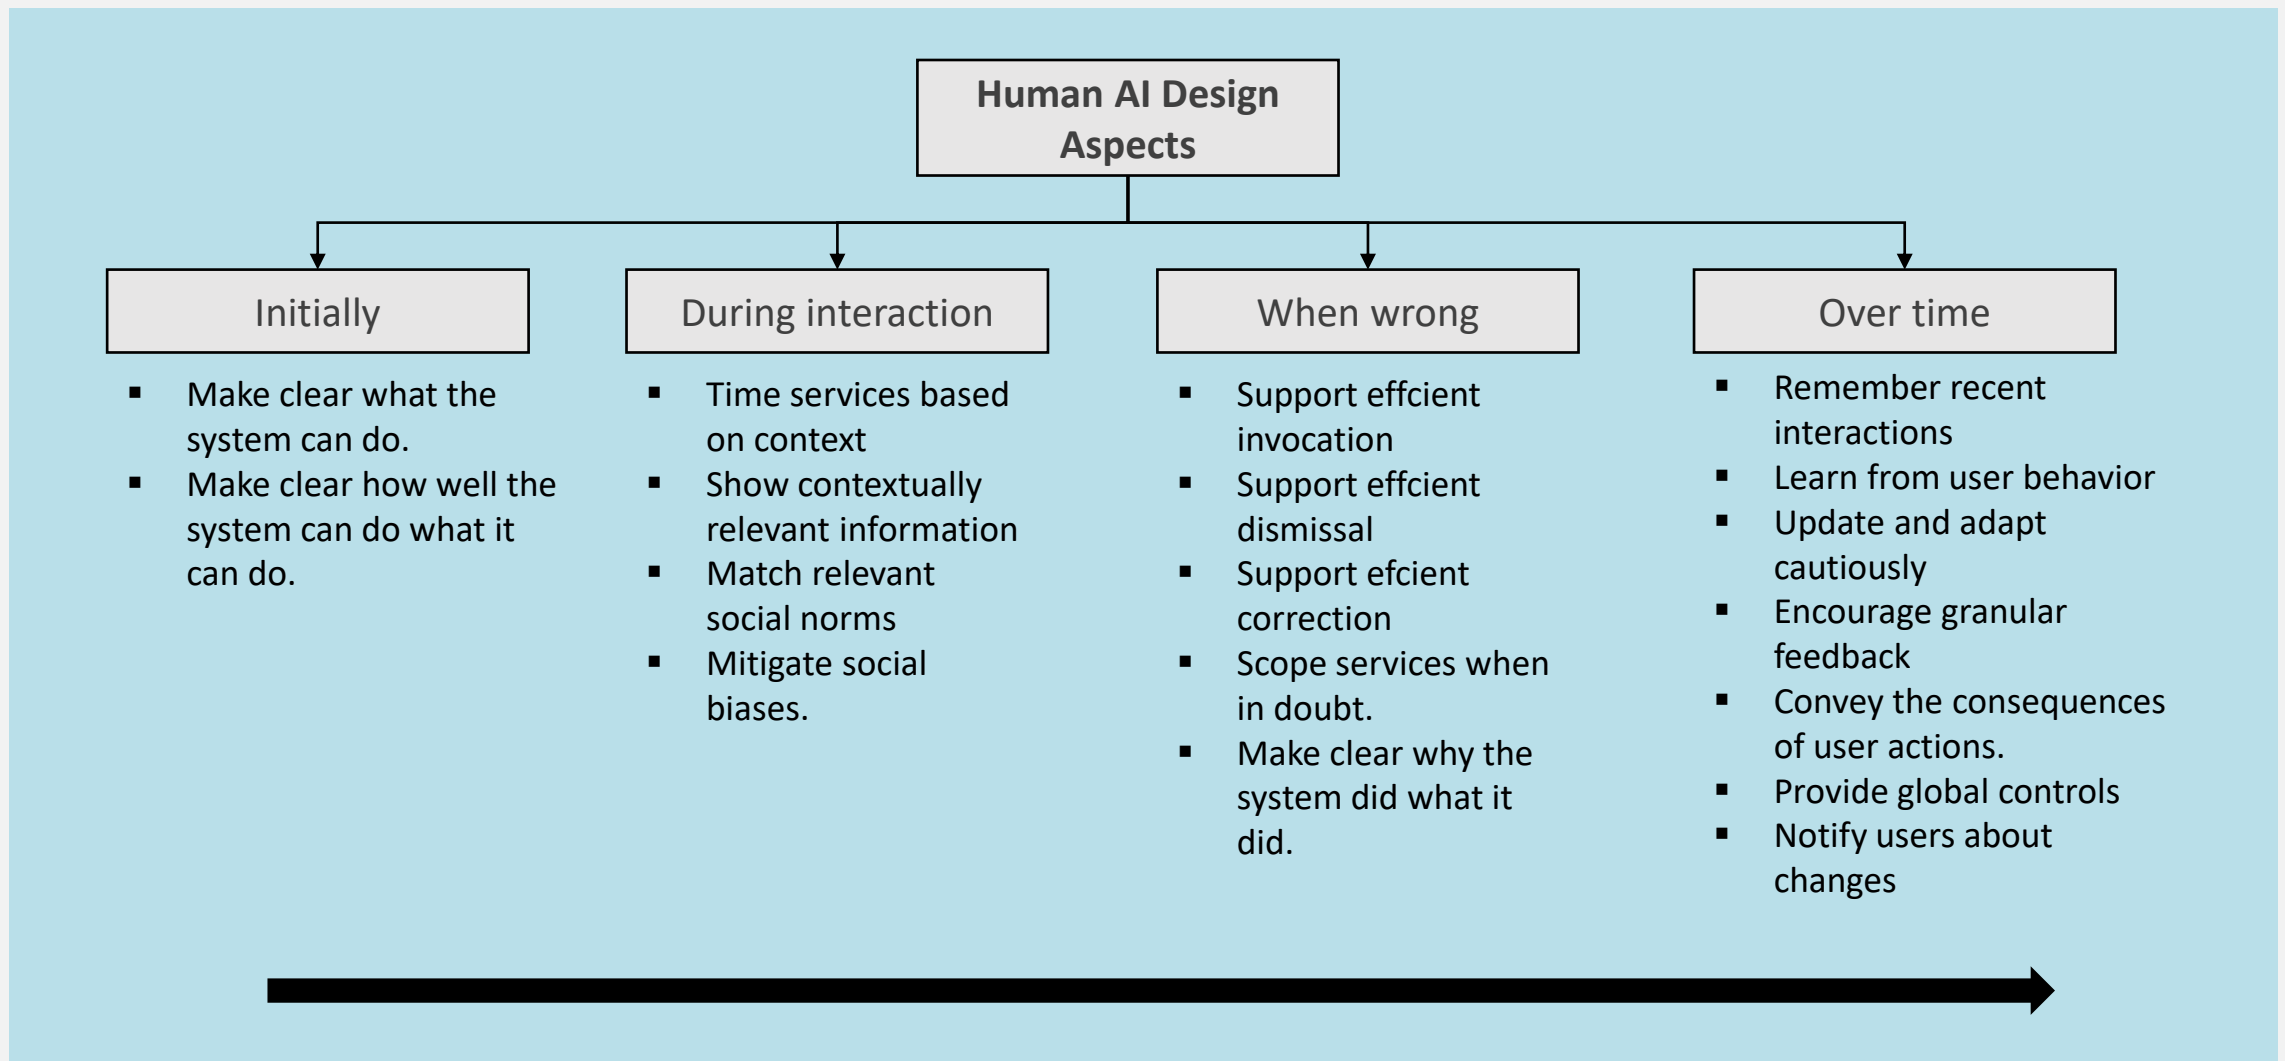 Human AI Design
Aspects
Initially
▪ Make clear what the
system can do.
▪ Make clear how well the
system can do what it
can do.
During interaction
▪ Time services based
on context
▪ Show contextually
relevant information
▪ Match relevant
social norms
▪ Mitigate social
biases.
When wrong
▪ Support effcient
invocation
▪ Support effcient
dismissal
▪ Support efcient
correction
▪ Scope services when
in doubt.
▪ Make clear why the
system did what it
did.
Over time
▪ Remember recent
interactions
▪ Learn from user behavior
▪ Update and adapt
cautiously
▪ Encourage granular
feedback
▪ Convey the consequences
of user actions.
▪ Provide global controls
▪ Notify users about
changes